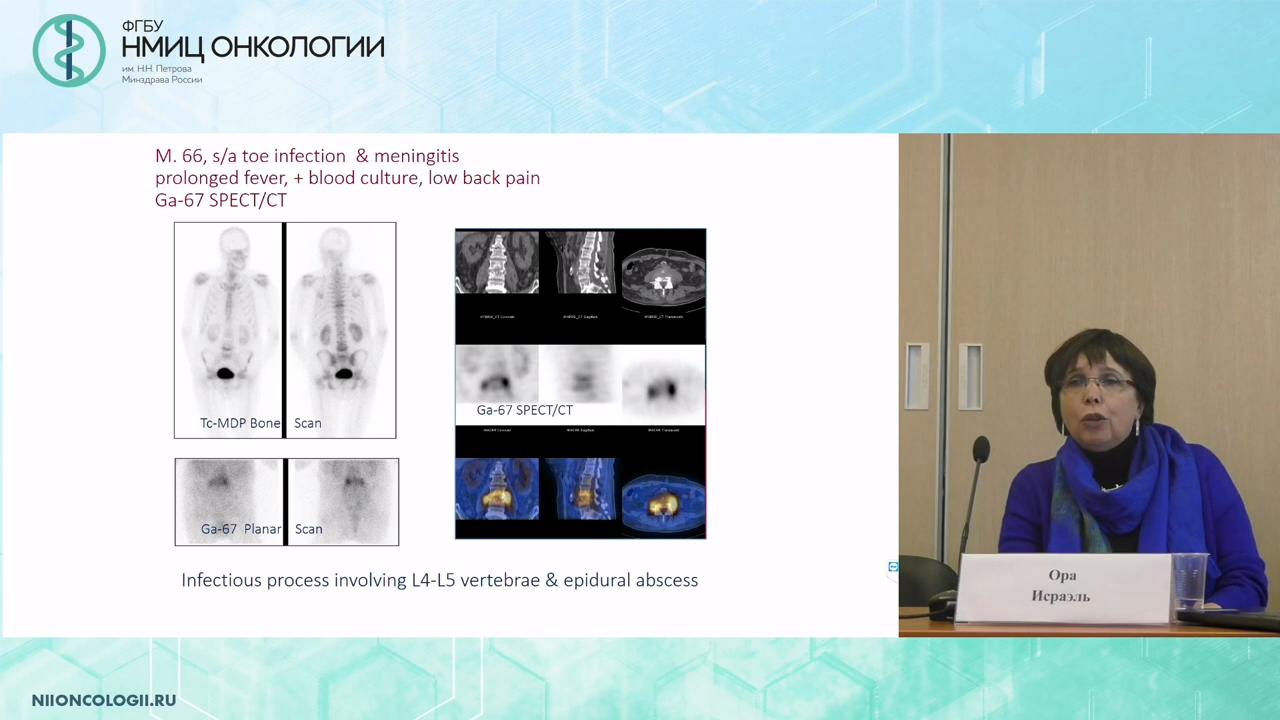 ФГБУ
НМИЦ ОНКОЛОГИИ
им. Н.Н. Петрова
Минздрава России
M. 66, s/a toe infection & meningitis
prolonged fever, + blood culture, low back pain
Ga-67 SPECT/CT
Tc-MDP Bone Scan
Ga-67 SPECT/CT
Ga-67 Planar Scan
Infectious process involving L4-L5 vertebrae & epidural abscess
Ора
Исраэль
NIIONCOLOGII.RU